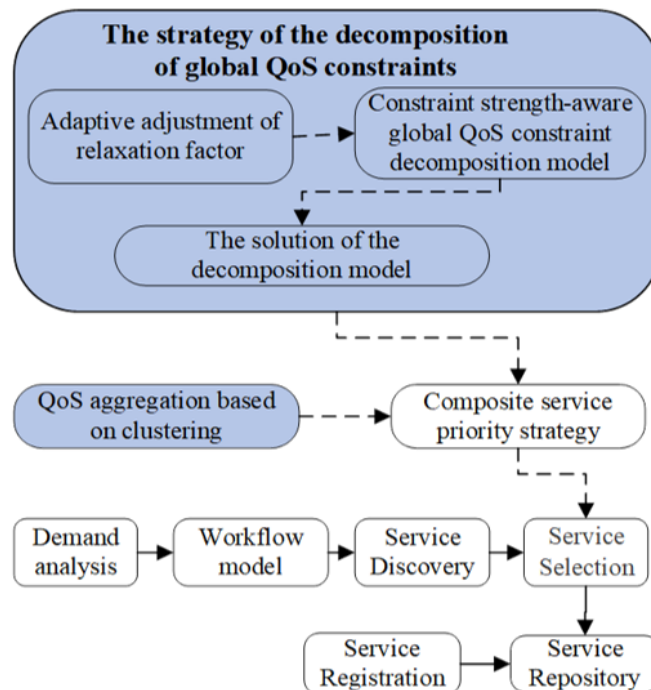 The strategy of the decomposition
of global QoS constraints
Adaptive adjustment of
relaxation factor
Constraint strength-aware
global QoS constraint
decomposition model
The solution of the
decomposition model
QoS aggregation based
on clustering
Composite service
priority strategy
Demand
analysis
Workflow
model
Service
Discovery
Service
Selection
Service
Registration
Service
Repository